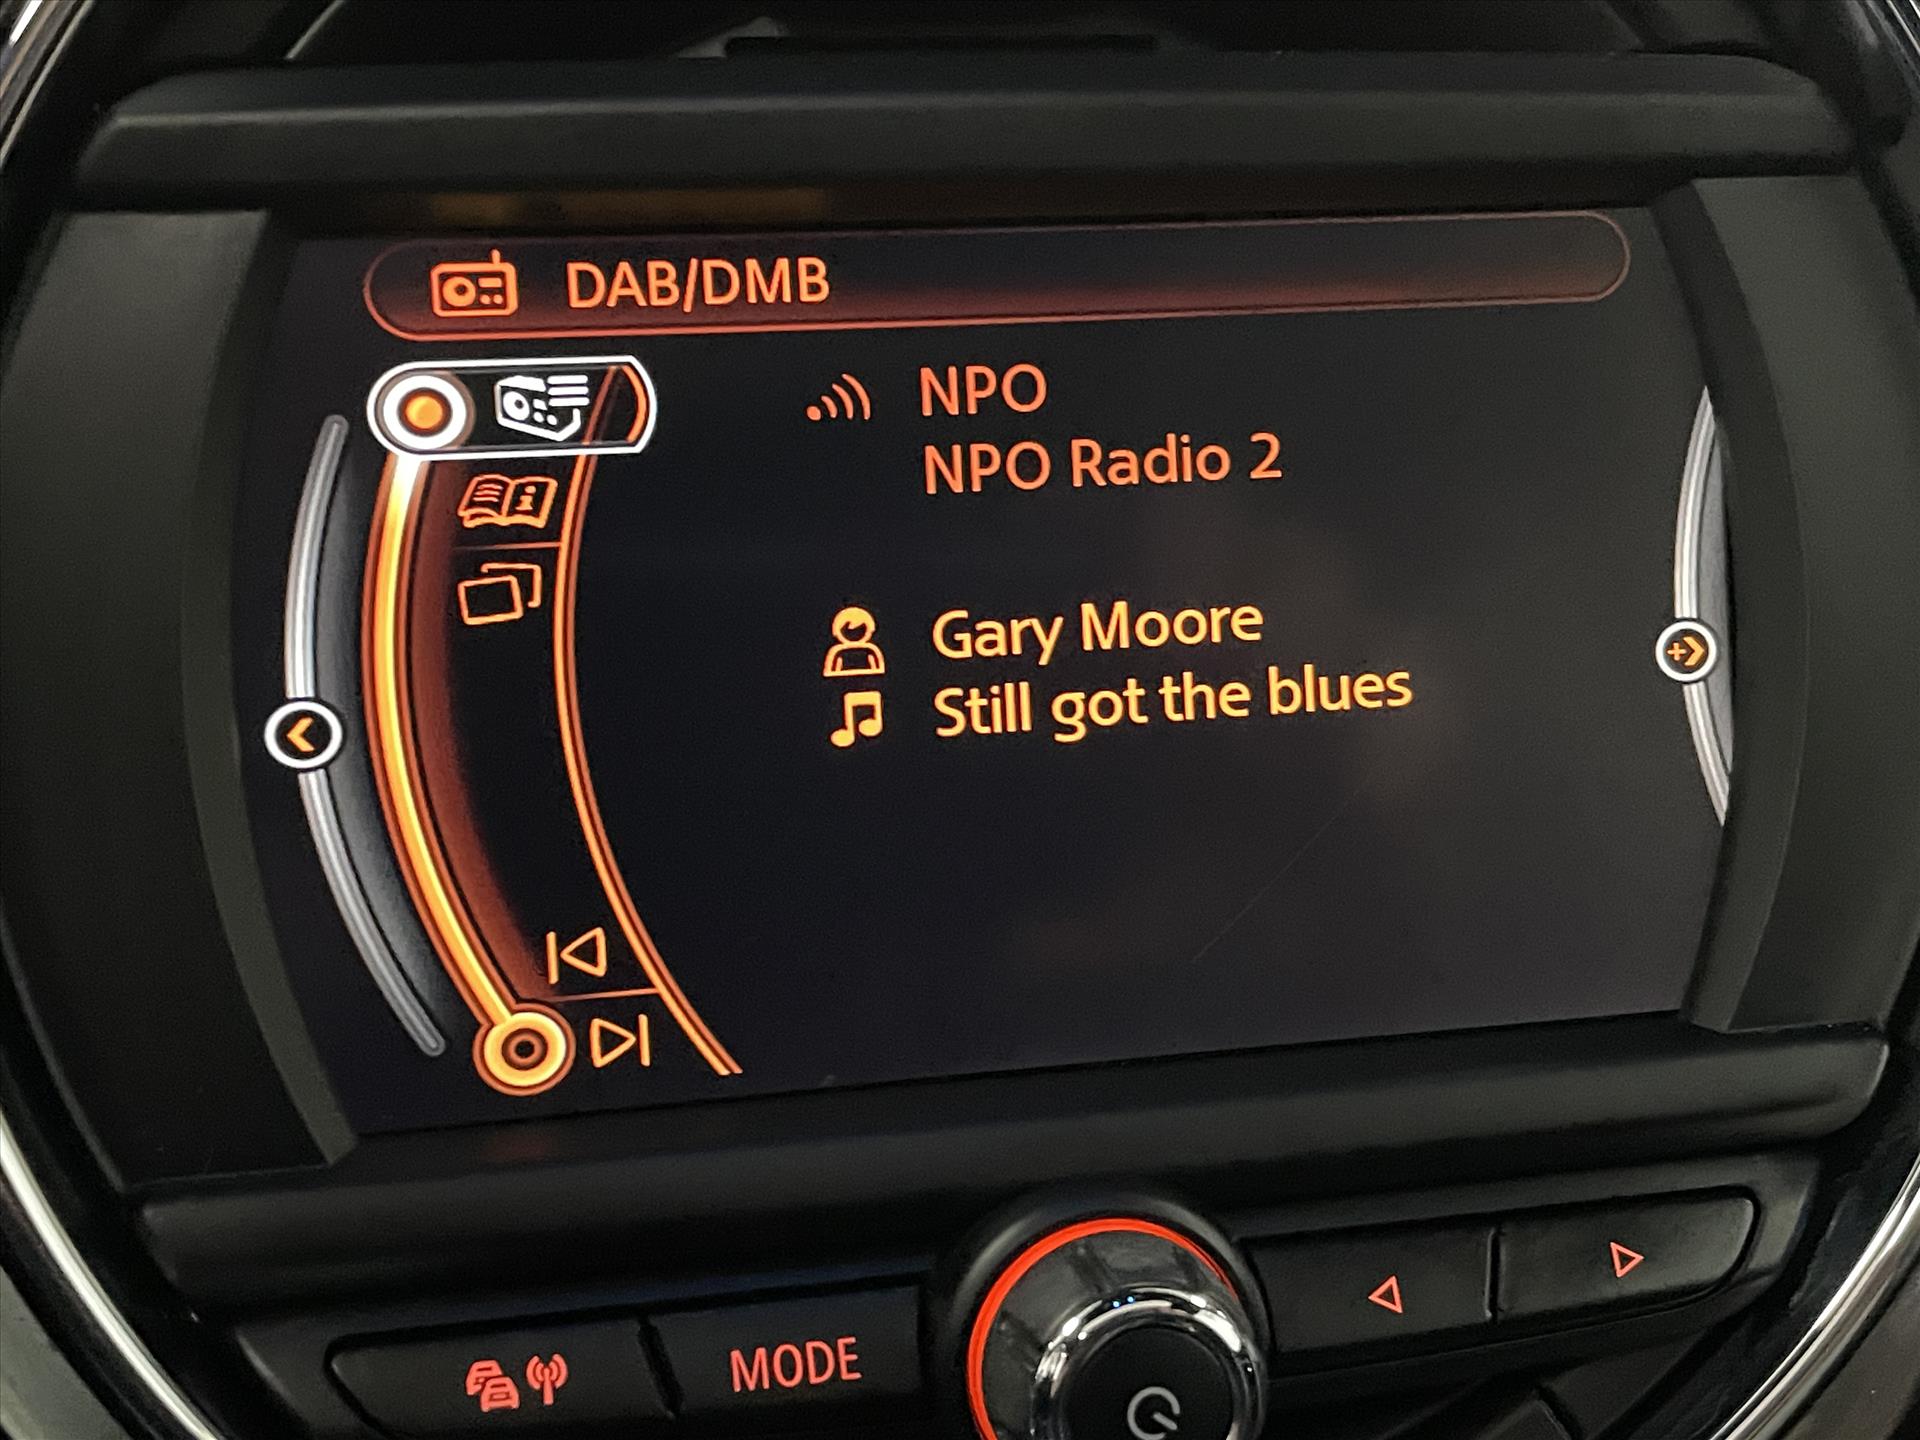 DAB/DMB
NPO
NPO Radio 2
Gary Moore
Still got the blues
MODE